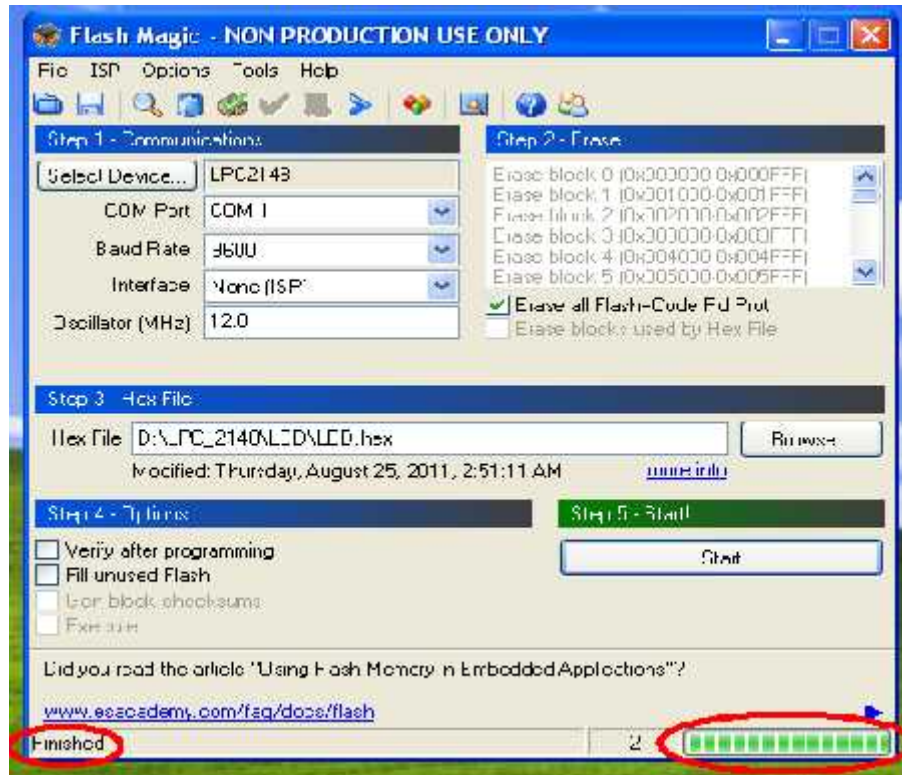 Flash Magic - NON PRODUCTION USE ONLY
File ISP Options Tools Help
Step 1 - Communications
Select Device... LPC2148
COM Port COM 1
Baud Rate 9600
Interface None (ISP)
Oscillator (MHz) 12.0
Step 2 - Erase
Erase block 0 (0x000000-0x000FFF)
Erase block 1 (0x001000-0x001FFF)
Erase block 2 (0x002000-0x002FFF)
Erase block 3 (0x003000-0x003FFF)
Erase block 4 (0x004000-0x004FFF)
Erase block 5 (0x005000-0x005FFF)
Erase all Flash+Code Rd Prot
Erase blocks used by Hex File
Step 3 - Hex File
Hex File D:\LPC_2140\LED\LED.hex Browse
Modified: Thursday, August 25, 2011, 2:51:11 AM more info
Step 4 - Options
Verify after programming
Fill unused Flash
Gen block checksums
Execute
Step 5 - Start!
Start
Did you read the article "Using Flash Memory in Embedded Applications"?
www.esacademy.com/faq/docs/flash
Finished 2